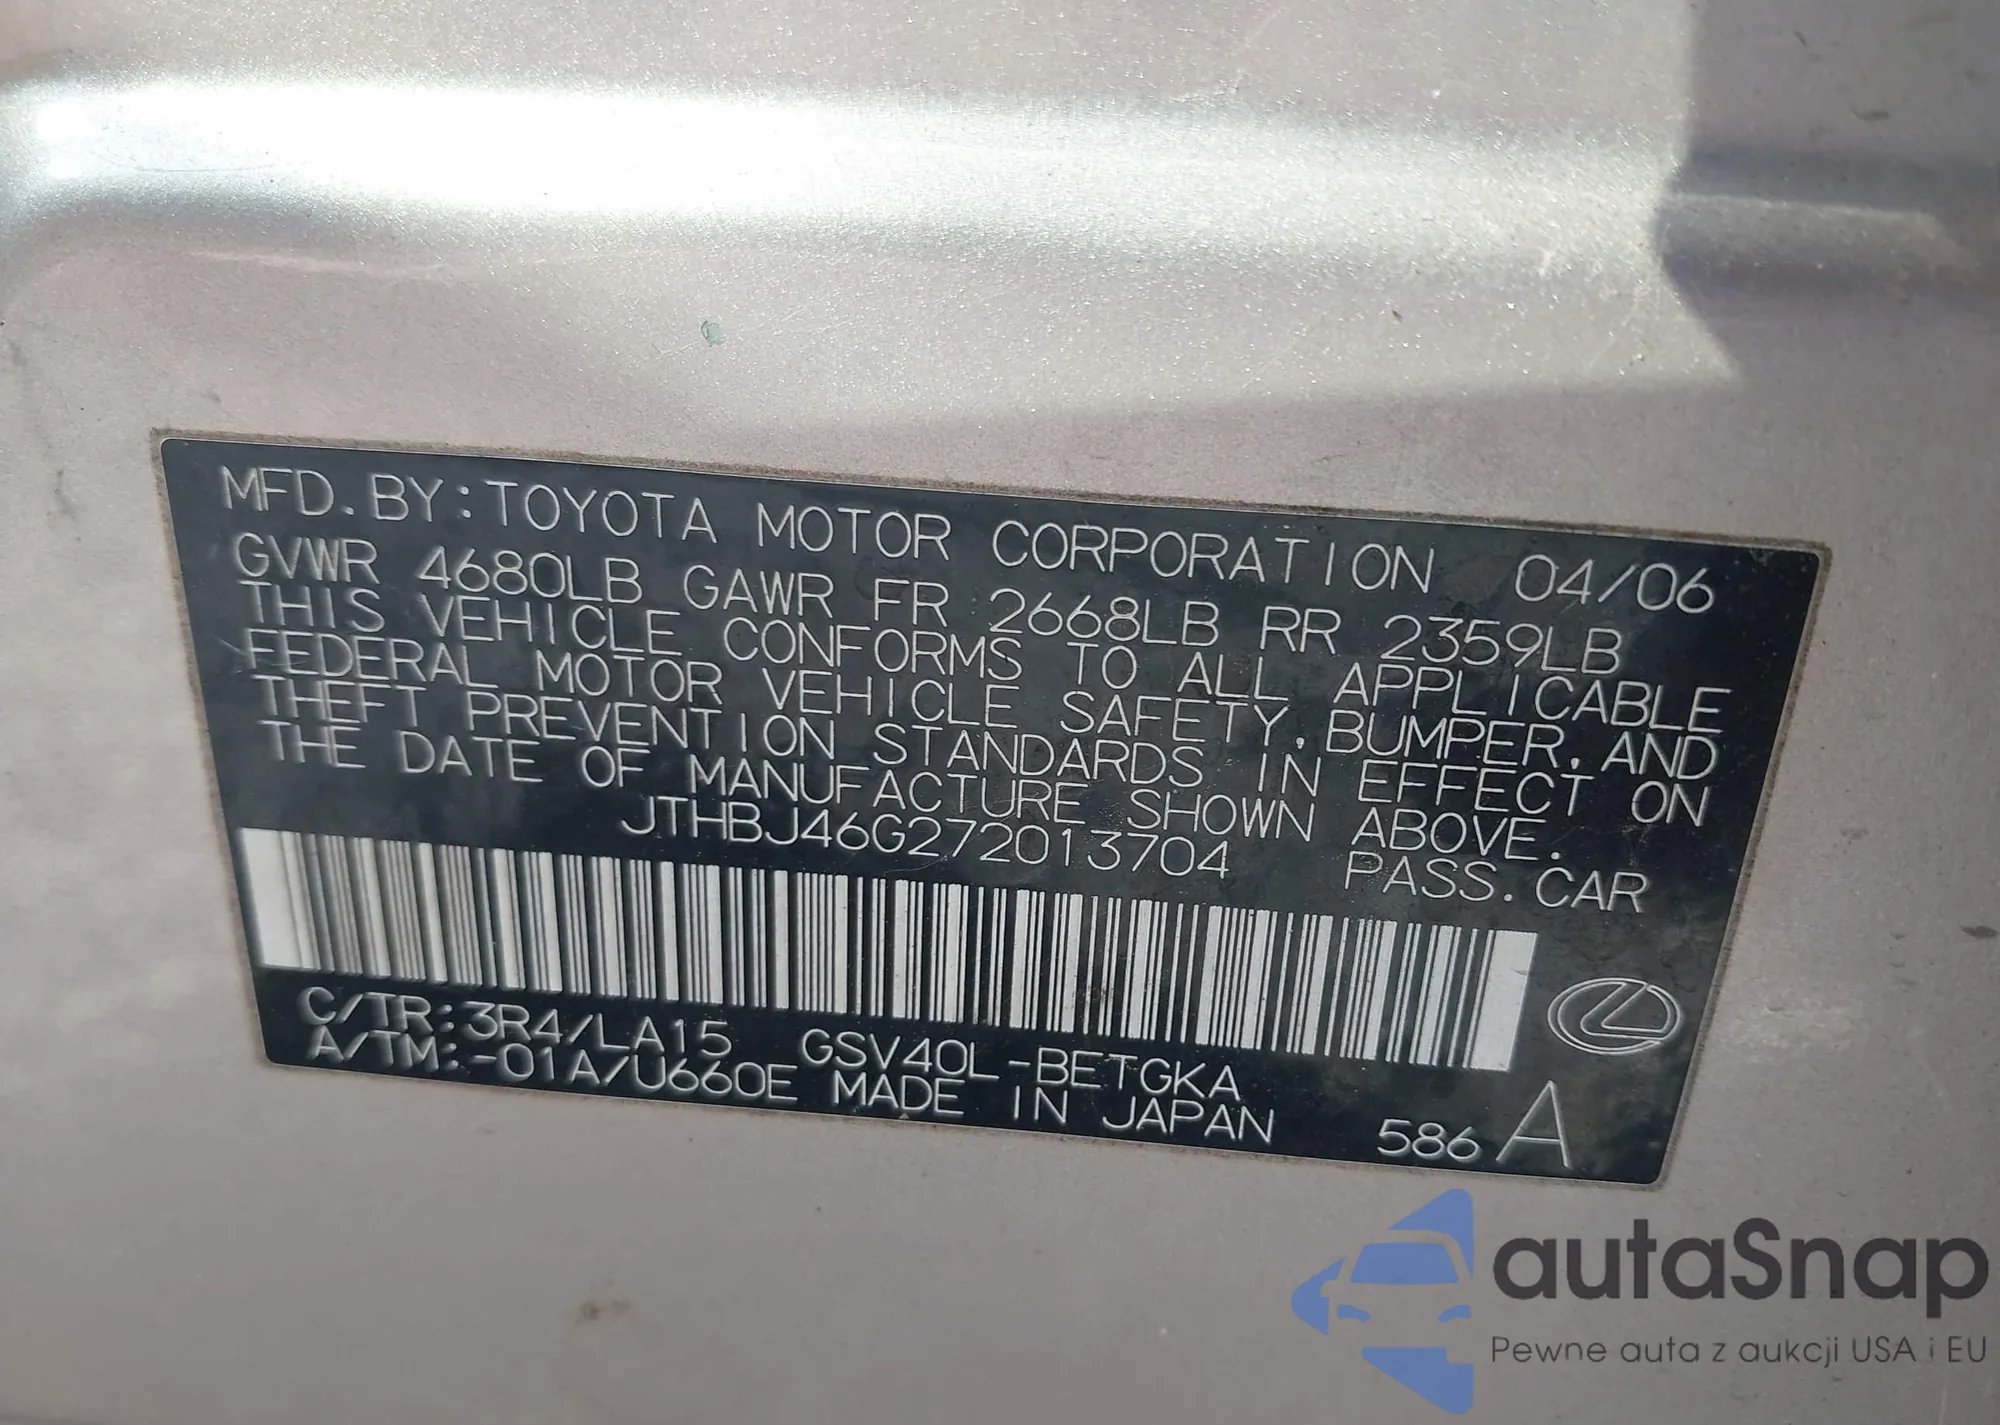 MFD.BY:TOYOTA MOTOR CORPORATION 04/06
GVWR 4680LB GAWR FR 2668LB RR 2359LB
THIS VEHICLE CONFORMS TO ALL APPLICABLE
FEDERAL MOTOR VEHICLE SAFETY,BUMPER,AND
THEFT PREVENTION STANDARDS IN EFFECT ON
THE DATE OF MANUFACTURE SHOWN ABOVE.
JTHBJ46G272013704 PASS.CAR
C/TR:3R4/LA15 GSV40L-BETGKA
A/TM:-01A/U660E MADE IN JAPAN 586 A
autaSnap
Pewne auta z aukcji USA i EU